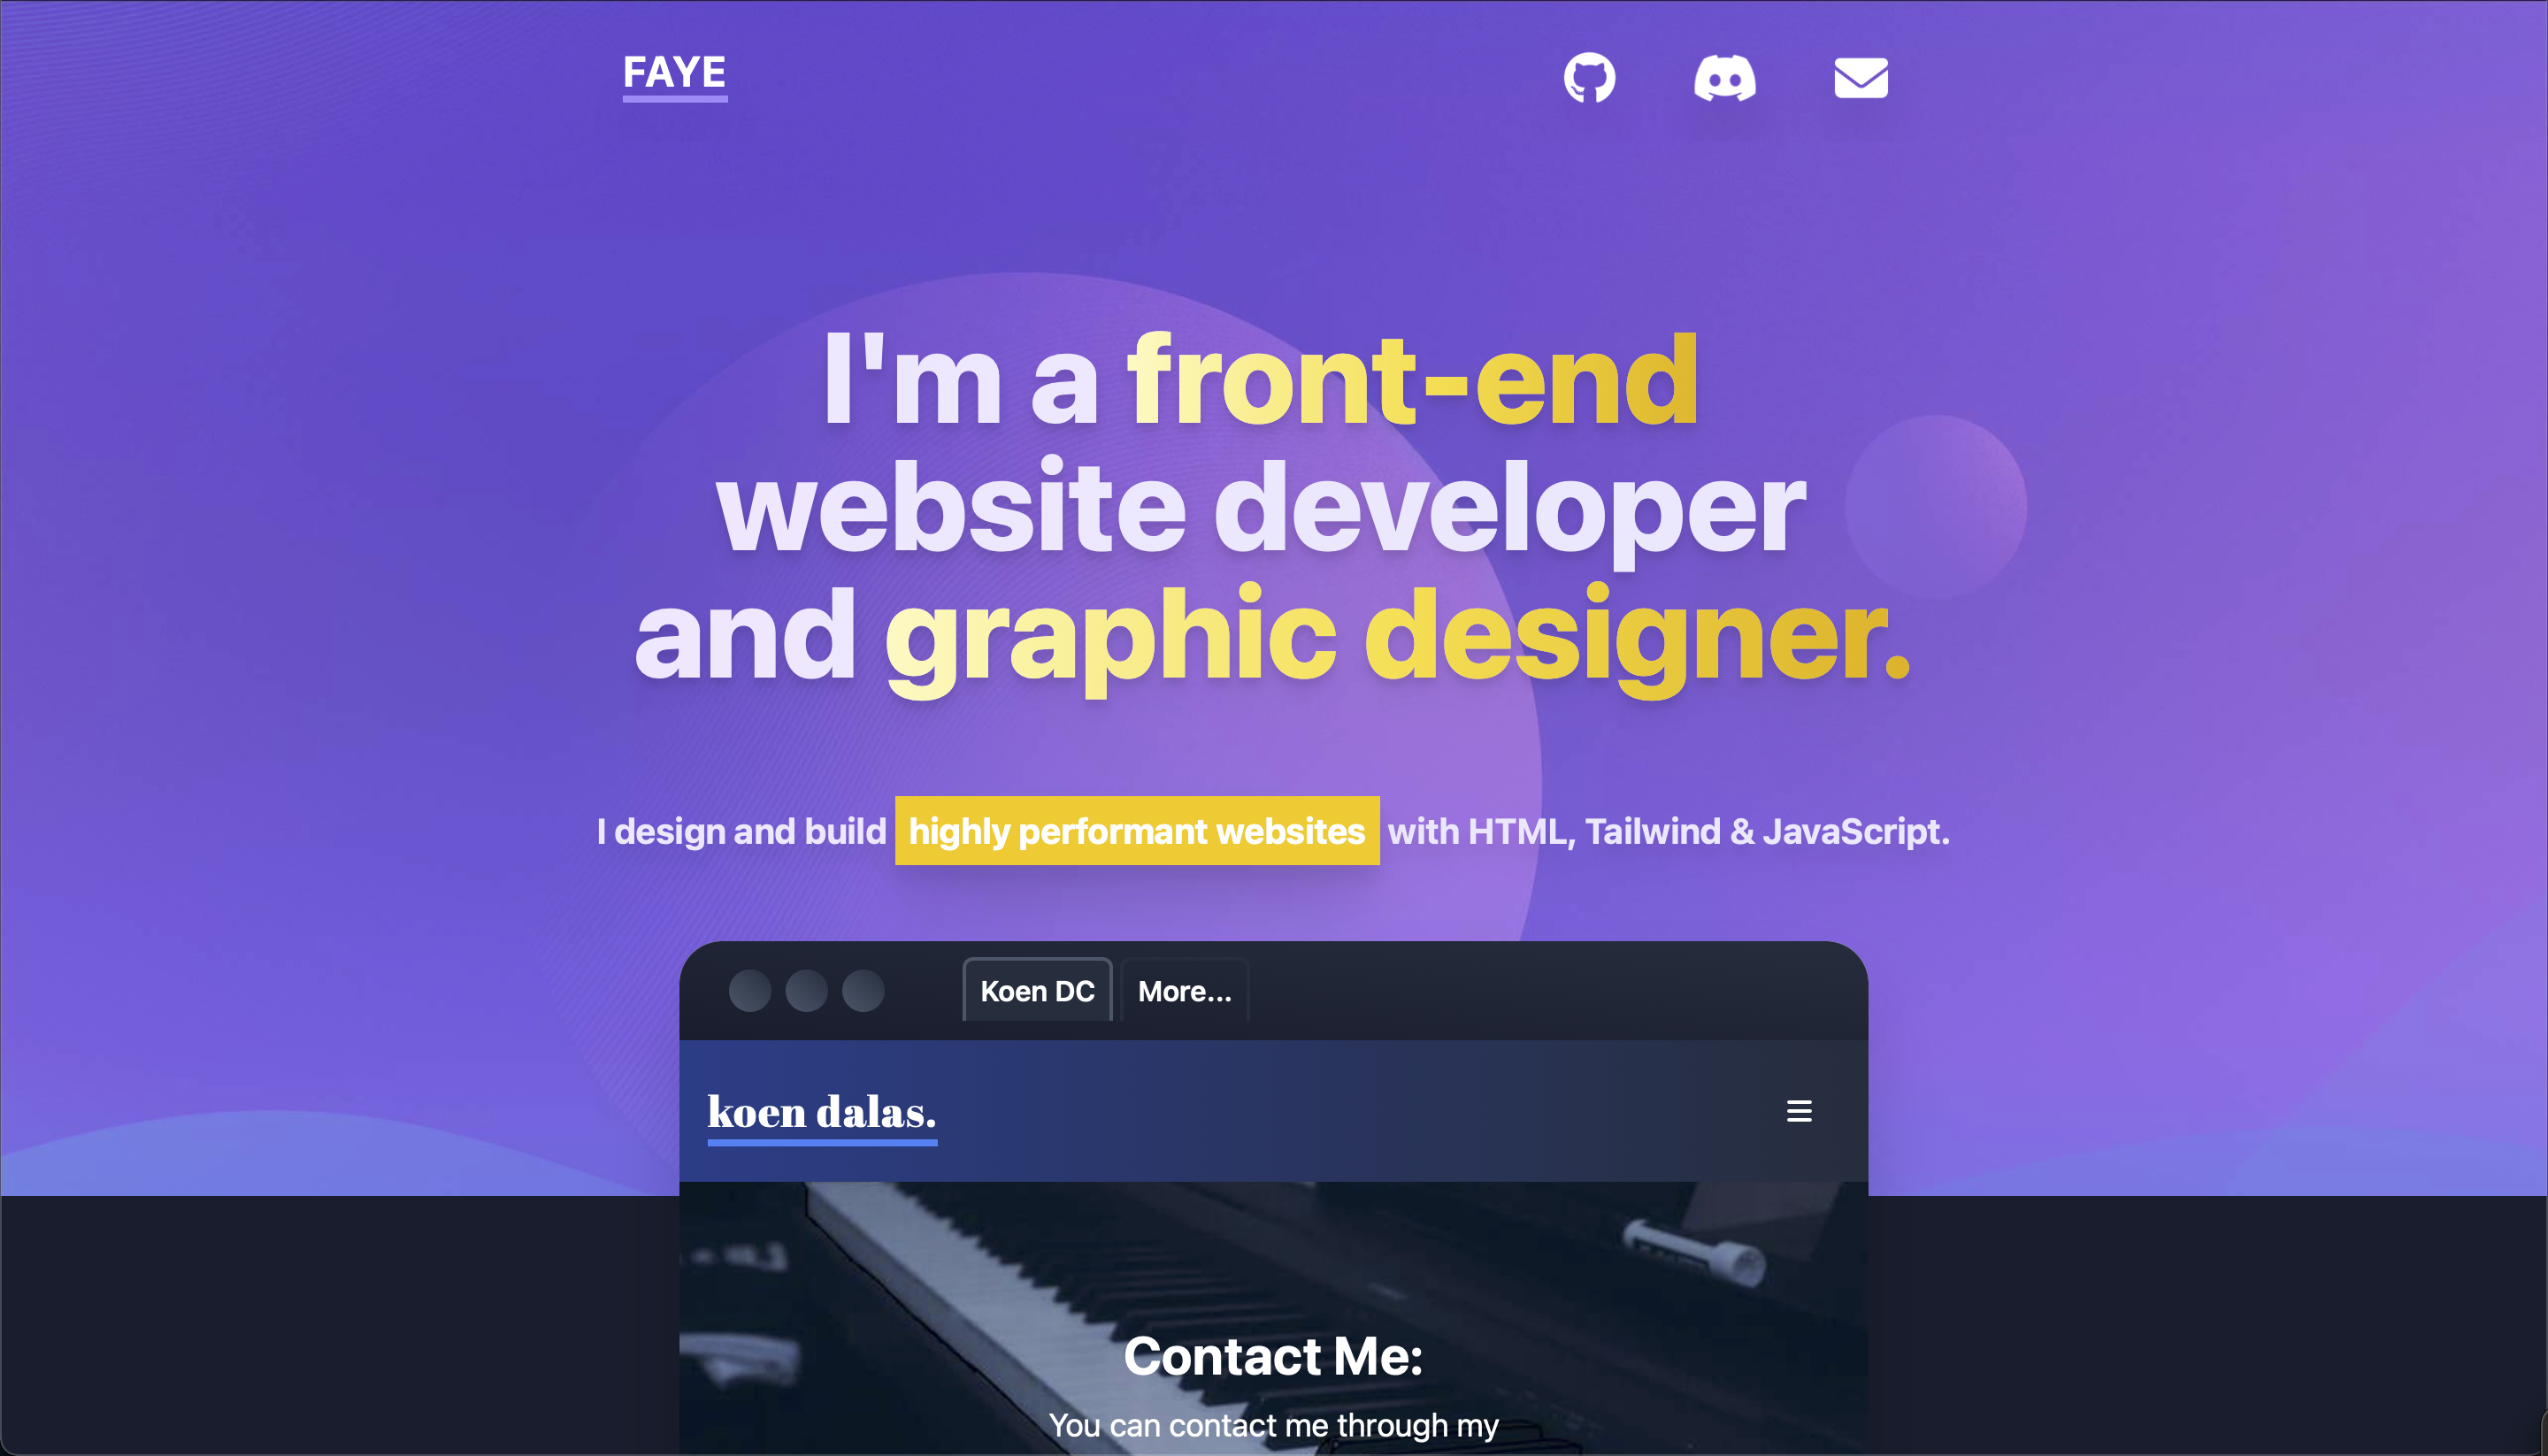 FAYE
I'm a front-end
website developer
and graphic designer.
I design and build highly performant websites with HTML, Tailwind & JavaScript.
Koen DC More...
koen dalas.
Contact Me:
You can contact me through my